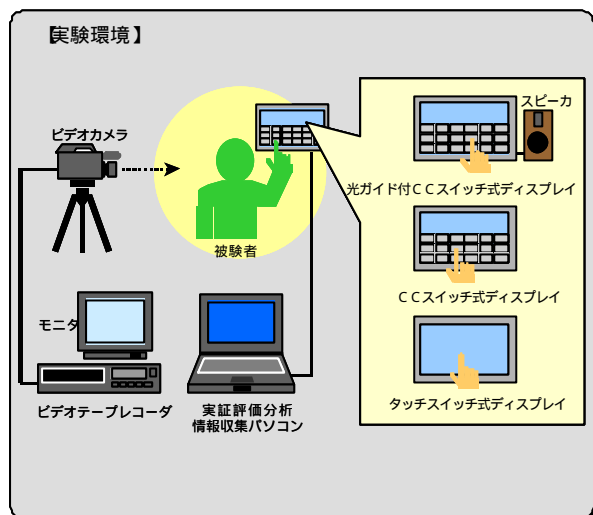 【実験環境】
スピーカ
ビデオカメラ
光ガイド付CCスイッチ式ディスプレイ
被験者
CCスイッチ式ディスプレイ
モニタ
タッチスイッチ式ディスプレイ
ビデオテープレコーダ
実証評価分析
情報収集パソコン